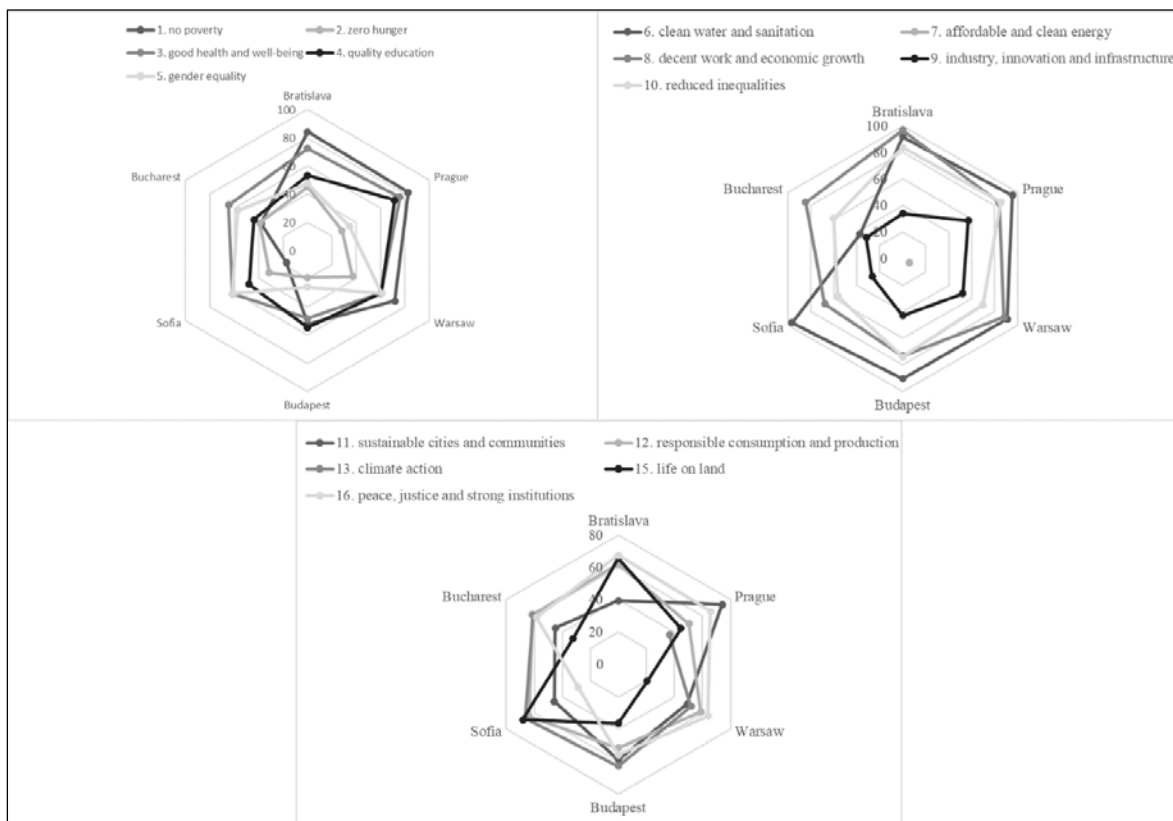 1. no poverty
2. zero hunger
3. good health and well-being
4. quality education
5. gender equality
Bratislava
100
80
60
40
20
0
Prague
Warsaw
Budapest
Sofia
Bucharest
6. clean water and sanitation
7. affordable and clean energy
8. decent work and economic growth
9. industry, innovation and infrastructure
10. reduced inequalities
Bratislava
100
80
60
40
20
0
Prague
Warsaw
Budapest
Sofia
Bucharest
11. sustainable cities and communities
12. responsible consumption and production
13. climate action
15. life on land
16. peace, justice and strong institutions
Bratislava
80
60
40
20
0
Prague
Warsaw
Budapest
Sofia
Bucharest